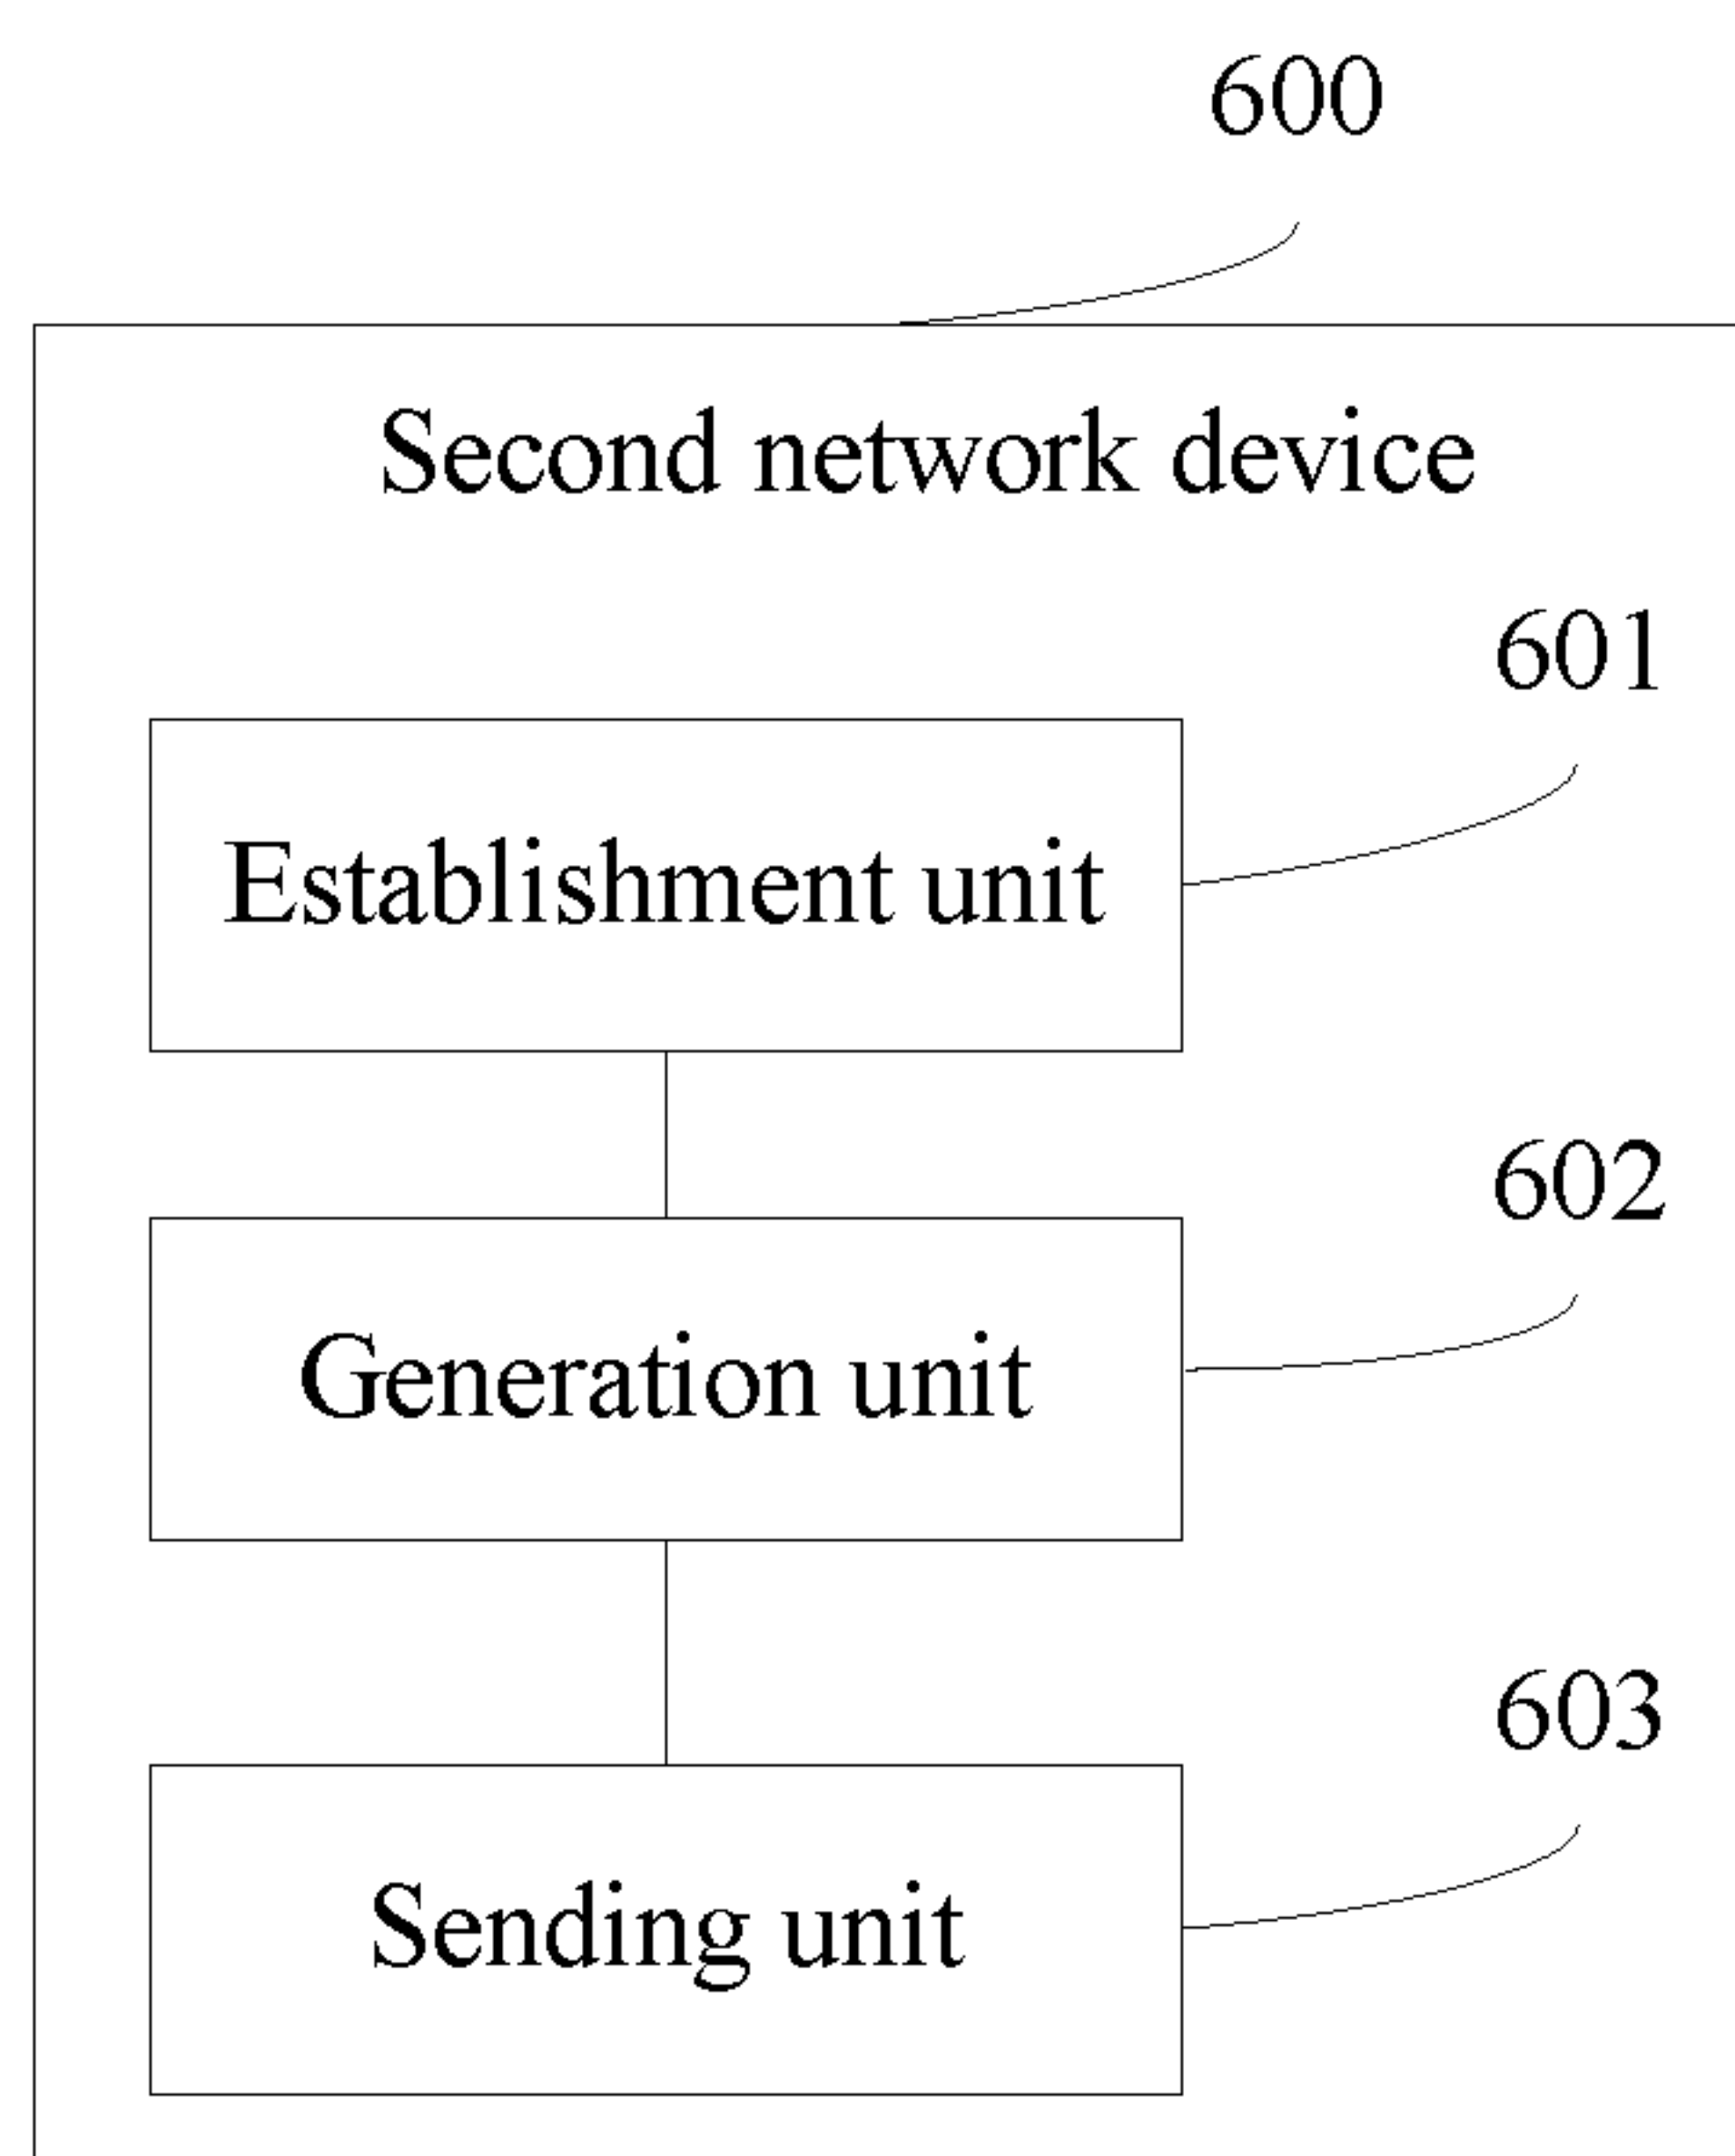 600
Second network device
601
Establishment unit
602
Generation unit
603
Sending unit